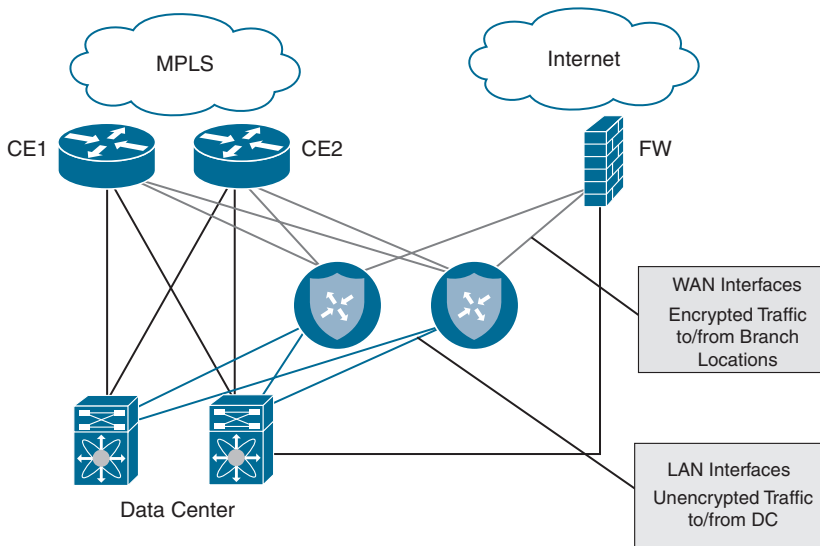 MPLS
Internet
CE1
CE2
FW
WAN Interfaces
Encrypted Traffic
to/from Branch
Locations
LAN Interfaces
Unencrypted Traffic
to/from DC
Data Center